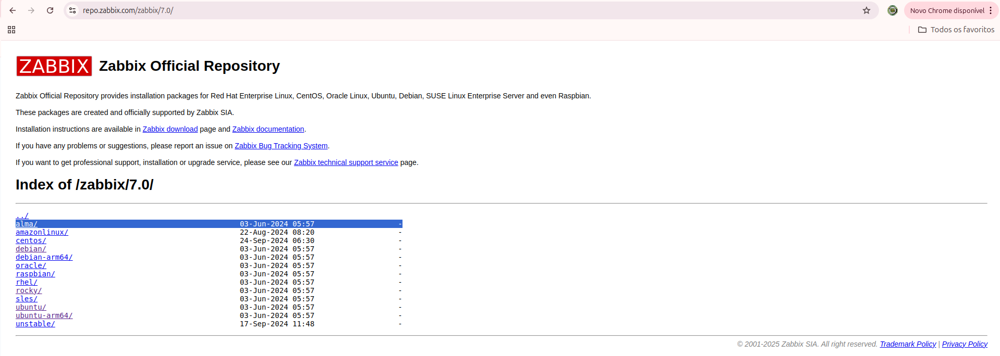 repo.zabbix.com/zabbix/7.0/
Novo Chrome disponível
Todos os favoritos
ZABBIX Zabbix Official Repository
Zabbix Official Repository provides installation packages for Red Hat Enterprise Linux, CentOS, Oracle Linux, Ubuntu, Debian, SUSE Linux Enterprise Server and even Raspbian.
These packages are created and officially supported by Zabbix SIA.
Installation instructions are available in Zabbix download page and Zabbix documentation.
If you have any problems or suggestions, please report an issue on Zabbix Bug Tracking System.
If you want to get professional support, installation or upgrade service, please see our Zabbix technical support service page.
Index of /zabbix/7.0/
../
alma/ 03-Jun-2024 05:57 -
amazonlinux/ 22-Aug-2024 08:20 -
centos/ 24-Sep-2024 06:30 -
debian/ 03-Jun-2024 05:57 -
debian-arm64/ 03-Jun-2024 05:57 -
oracle/ 03-Jun-2024 05:57 -
raspbian/ 03-Jun-2024 05:57 -
rhel/ 03-Jun-2024 05:57 -
rocky/ 03-Jun-2024 05:57 -
sles/ 03-Jun-2024 05:57 -
ubuntu/ 03-Jun-2024 05:57 -
ubuntu-arm64/ 03-Jun-2024 05:57 -
unstable/ 17-Sep-2024 11:48 -
© 2001-2025 Zabbix SIA. All right reserved. Trademark Policy | Privacy Policy